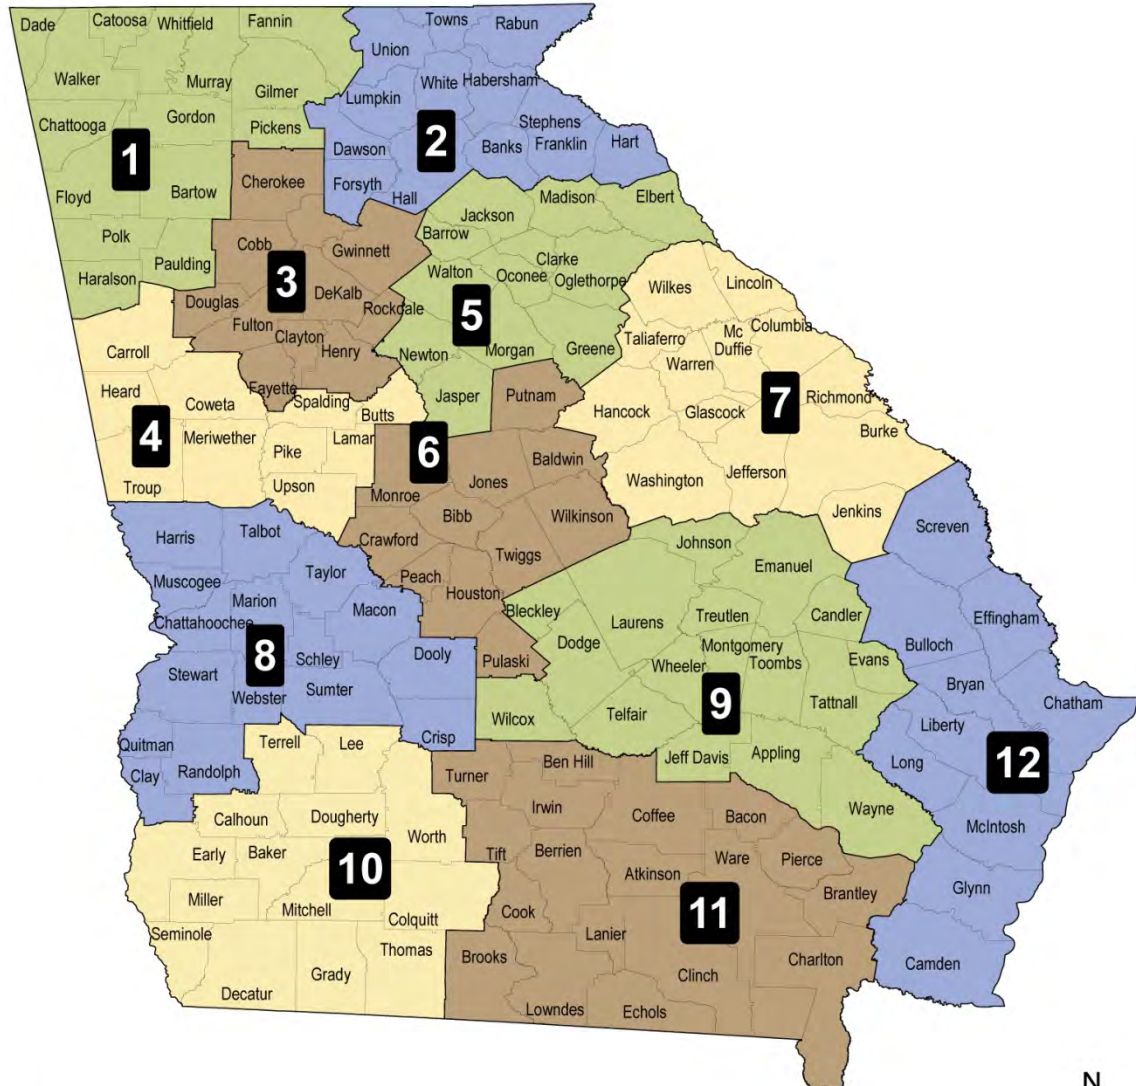 Dade
Catoosa
Whitfield
Fannin
Towns
Rabun
Union
Walker
Murray
Gilmer
White
Habersham
Lumpkin
Chattooga
Gordon
Pickens
Stephens
1
2
Dawson
Banks
Franklin
Hart
Cherokee
Floyd
Bartow
Forsyth
Hall
Madison
Elbert
Jackson
Polk
Cobb
Gwinnett
Barrow
Haralson
Paulding
Walton
Clarke
Oconee
Oglethorpe
3
Douglas
DeKalb
Rockdale
5
Wilkes
Lincoln
Fulton
Clayton
Henry
Newton
Morgan
Greene
Taliaferro
Mc
Duffie
Columbia
Warren
Carroll
Heard
Fayette
Coweta
Spalding
Butts
Jasper
Putnam
Hancock
Glascock
7
Richmond
4
Meriwether
Pike
Lamar
6
Baldwin
Burke
Troup
Upson
Monroe
Jones
Washington
Jefferson
Bibb
Wilkinson
Jenkins
Harris
Talbot
Crawford
Twiggs
Johnson
Screven
Muscogee
Taylor
Peach
Houston
Emanuel
Marion
Macon
Bleckley
Laurens
Treutlen
Candler
Effingham
Chattahoochee
8
Schley
Dooly
Pulaski
Dodge
Wheeler
Montgomery
Toombs
Evans
Bulloch
Stewart
Webster
Sumter
9
Tattnall
Bryan
Chatham
Wilcox
Telfair
Quitman
Terrell
Lee
Crisp
Jeff Davis
Appling
Liberty
Clay
Randolph
Turner
Ben Hill
Long
12
Calhoun
Dougherty
Worth
Irwin
Coffee
Bacon
Wayne
McIntosh
Early
Baker
10
Tift
Berrien
Ware
Pierce
Miller
Mitchell
Colquitt
Cook
Atkinson
11
Brantley
Glynn
Seminole
Thomas
Lanier
Brooks
Clinch
Charlton
Camden
Decatur
Grady
Lowndes
Echols
N